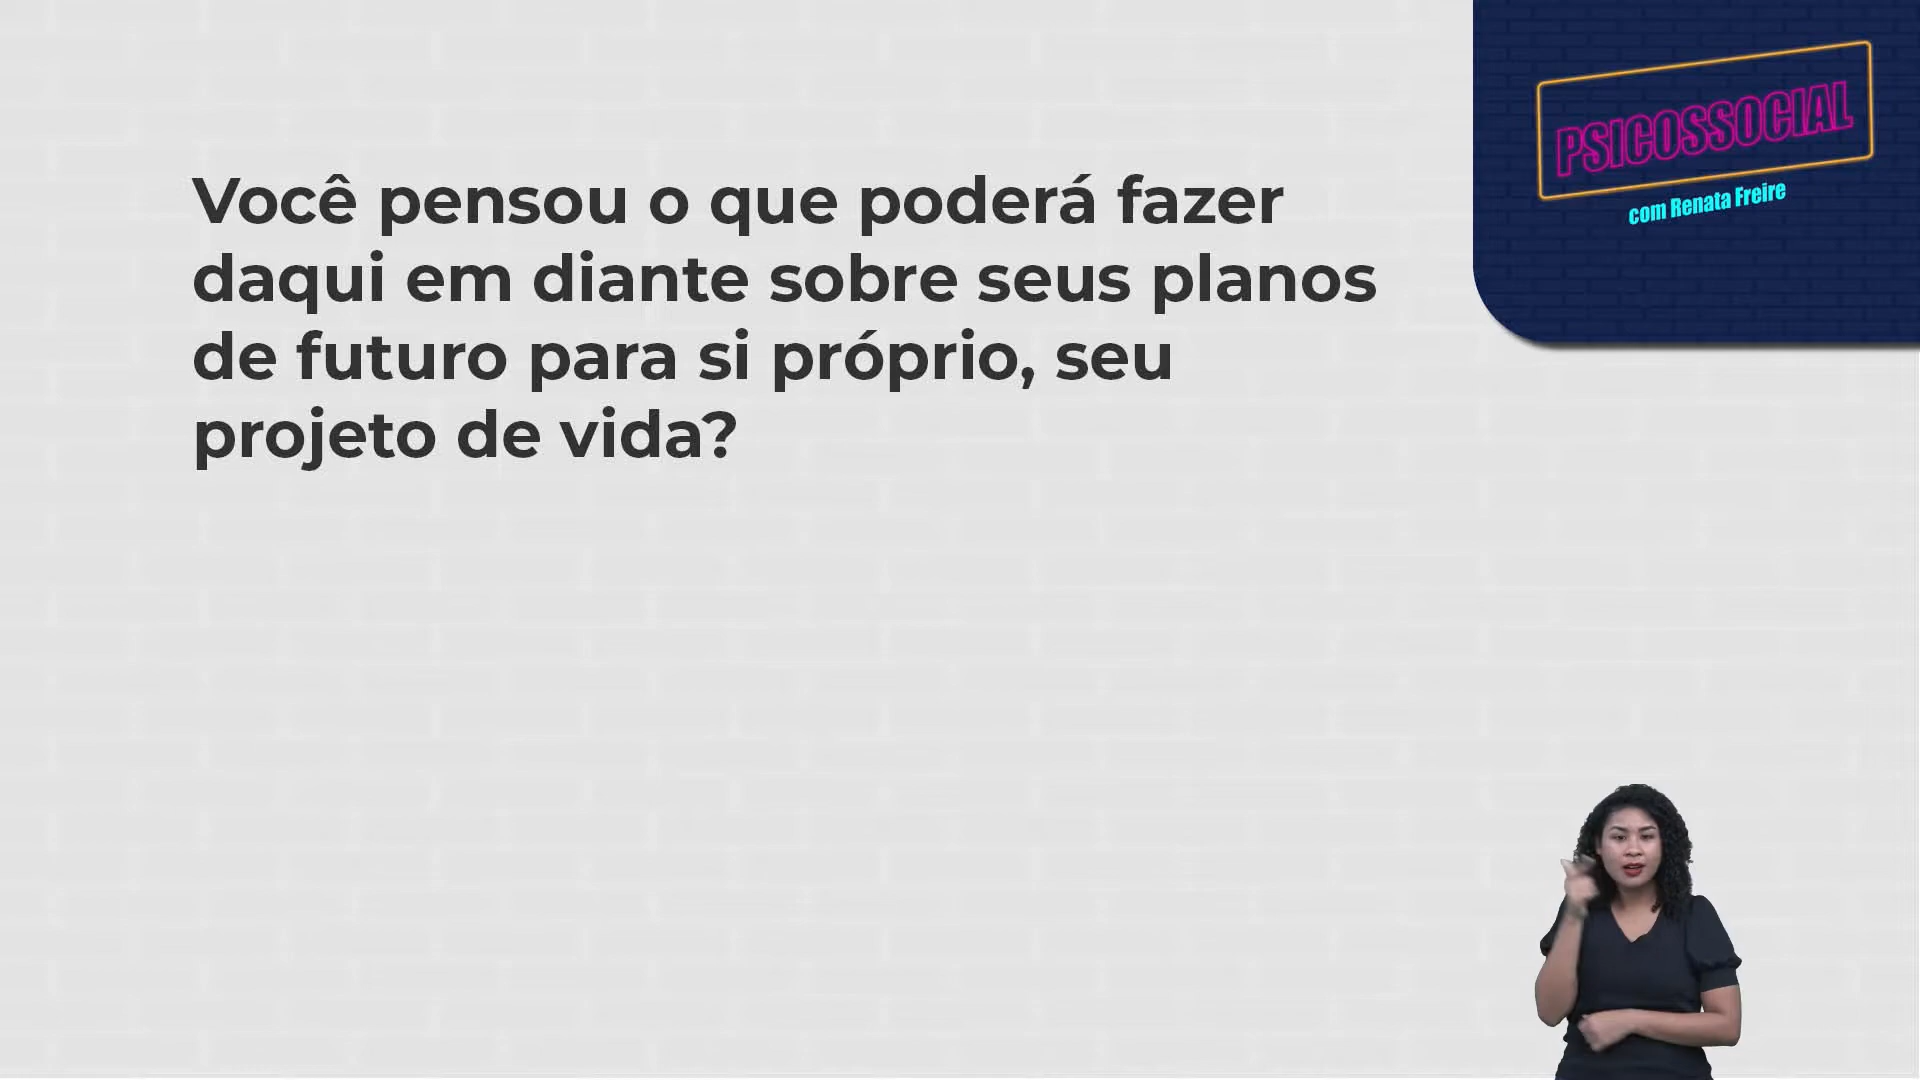 Você pensou o que poderá fazer
daqui em diante sobre seus planos
de futuro para si próprio, seu
projeto de vida?
PSICOSSOCIAL
com Renata Freire